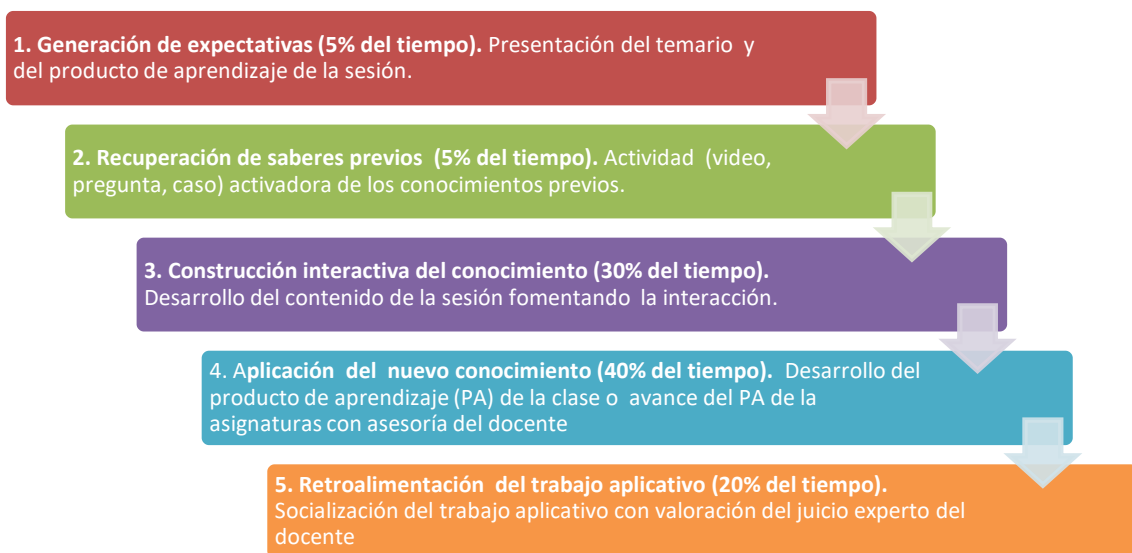 1. Generación de expectativas (5% del tiempo). Presentación del temario y
del producto de aprendizaje de la sesión.
2. Recuperación de saberes previos (5% del tiempo). Actividad (video,
pregunta, caso) activadora de los conocimientos previos.
3. Construcción interactiva del conocimiento (30% del tiempo).
Desarrollo del contenido de la sesión fomentando la interacción.
4. Aplicación del nuevo conocimiento (40% del tiempo). Desarrollo del
producto de aprendizaje (PA) de la clase o avance del PA de la
asignaturas con asesoría del docente
5. Retroalimentación del trabajo aplicativo (20% del tiempo).
Socialización del trabajo aplicativo con valoración del juicio experto del
docente